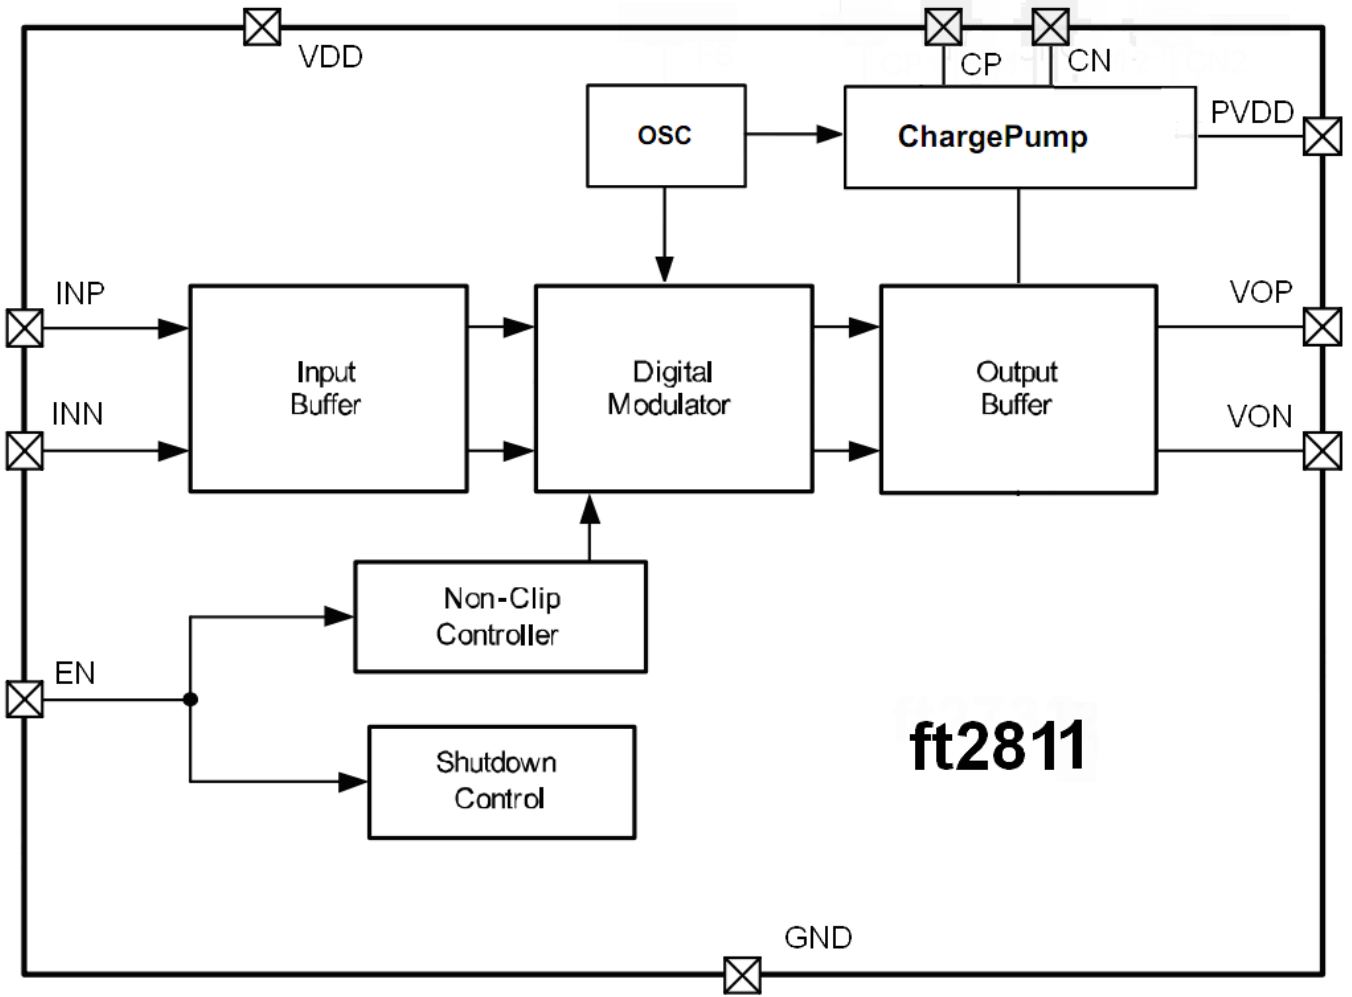 VDD
CP
CN
PVDD
OSC
ChargePump
INP
VOP
Input
Buffer
Digital
Modulator
Output
Buffer
INN
VON
Non-Clip
Controller
EN
Shutdown
Control
ft2811
GND